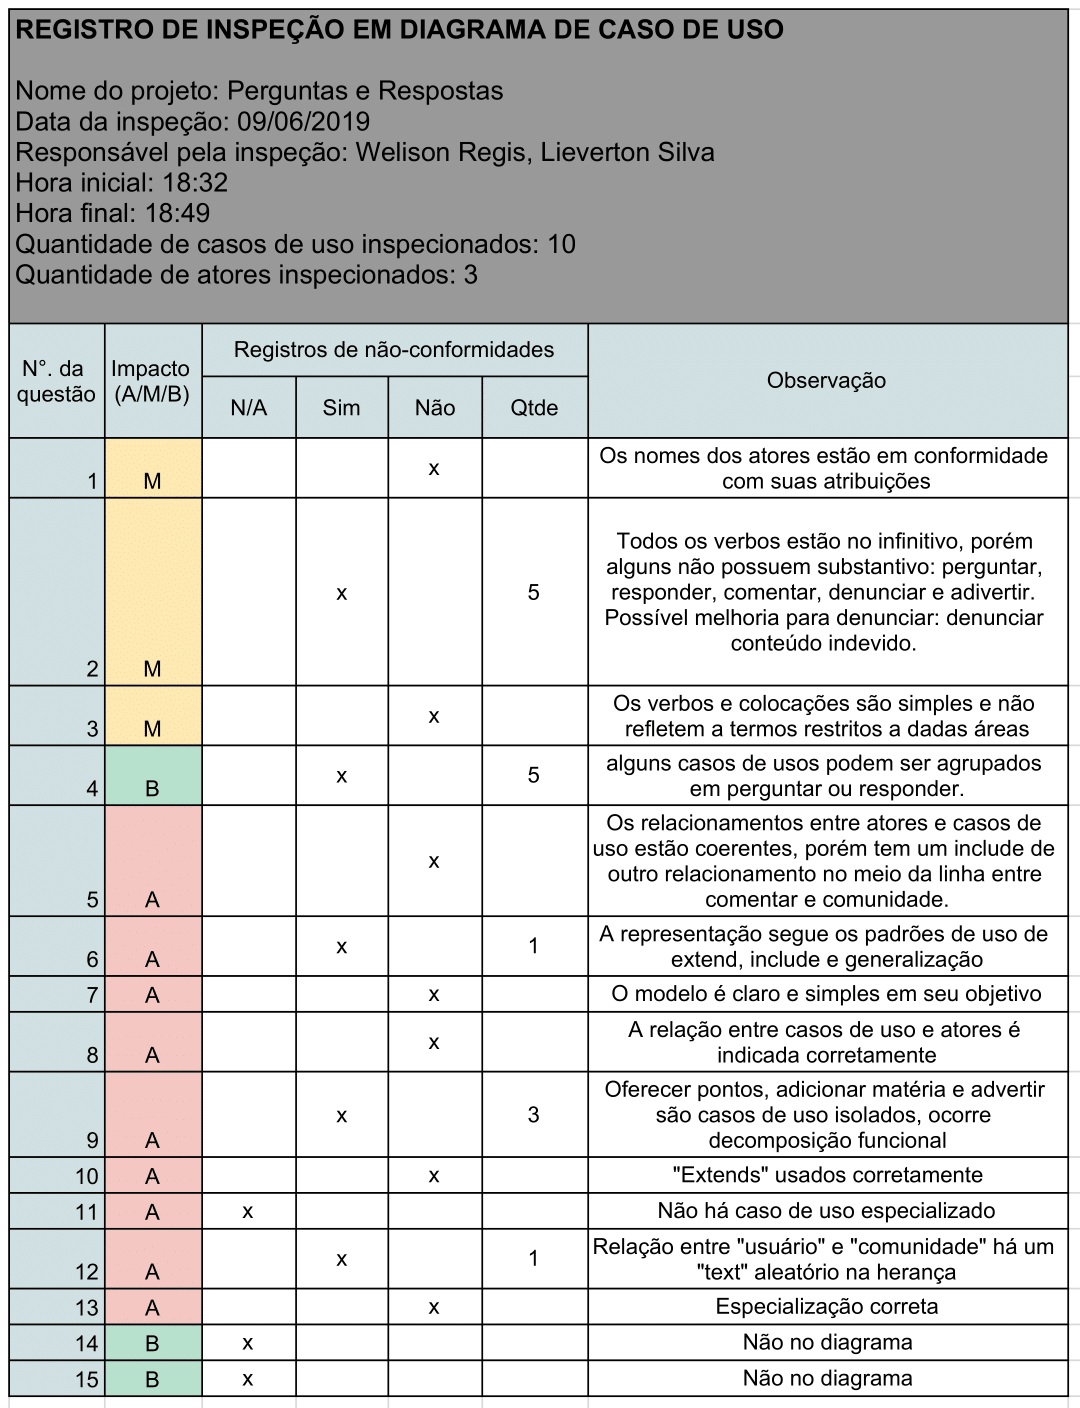 REGISTRO DE INSPEÇÃO EM DIAGRAMA DE CASO DE USO
Nome do projeto: Perguntas e Respostas
Data da inspeção: 09/06/2019
Responsável pela inspeção: Welison Regis, Lieverton Silva
Hora inicial: 18:32
Hora final: 18:49
Quantidade de casos de uso inspecionados: 10
Quantidade de atores inspecionados: 3
N°. da questão Impacto (A/M/B) Registros de não-conformidades Observação
N/A Sim Não Qtde
1 M x Os nomes dos atores estão em conformidade
com suas atribuições
2 M x 5 Todos os verbos estão no infinitivo, porém
alguns não possuem substantivo: perguntar,
responder, comentar, denunciar e adivertir.
Possível melhoria para denunciar: denunciar
conteúdo indevido.
3 M x Os verbos e colocações são simples e não
refletem a termos restritos a dadas áreas
4 B x 5 alguns casos de usos podem ser agrupados
em perguntar ou responder.
5 A x Os relacionamentos entre atores e casos de
uso estão coerentes, porém tem um include de
outro relacionamento no meio da linha entre
comentar e comunidade.
6 A x 1 A representação segue os padrões de uso de
extend, include e generalização
7 A x O modelo é claro e simples em seu objetivo
8 A x A relação entre casos de uso e atores é
indicada corretamente
9 A x 3 Oferecer pontos, adicionar matéria e advertir
são casos de uso isolados, ocorre
decomposição funcional
10 A x "Extends" usados corretamente
11 A x Não há caso de uso especializado
12 A x 1 Relação entre "usuário" e "comunidade" há um
"text" aleatório na herança
13 A x Especialização correta
14 B x Não no diagrama
15 B x Não no diagrama